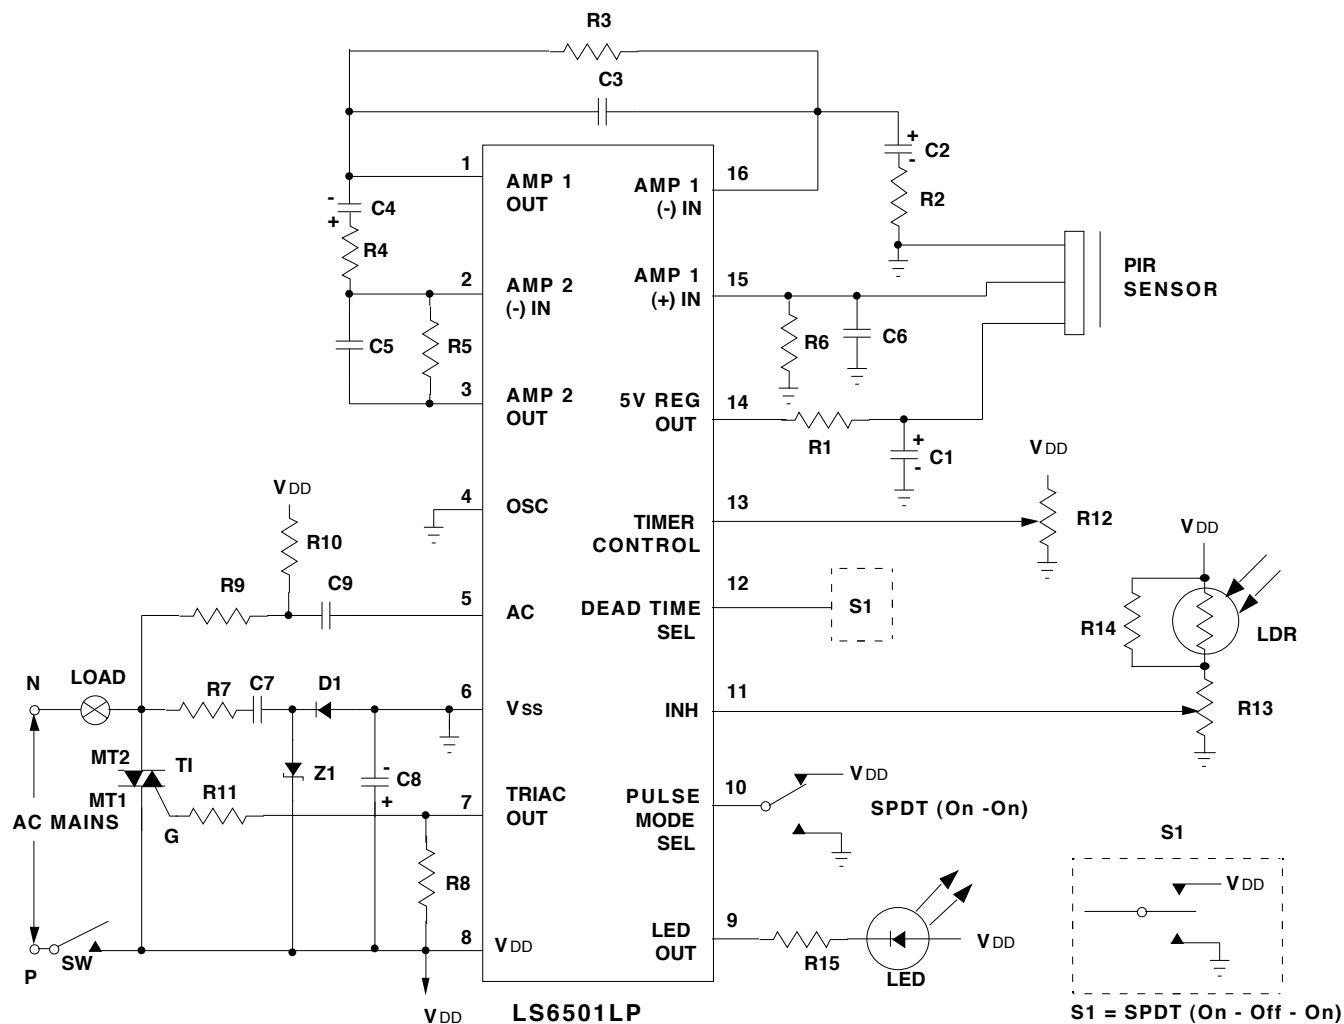 R3
C3
1
AMP 1
OUT
AMP 1
(-) IN
16
+
C2
-
R2
-
C4
+
R4
2
AMP 2
(-) IN
AMP 1
(+) IN
15
PIR
SENSOR
C5
R5
R6
C6
3
AMP 2
OUT
5V REG
OUT
14
R1
+
C1
-
VDD
4
OSC
TIMER
CONTROL
13
R12
VDD
R10
R9
C9
5
AC
DEAD TIME
SEL
12
S1
VDD
R14
LDR
N
LOAD
R7
C7
D1
6
VSS
INH
11
R13
MT2
TI
MT1
Z1
-
C8
+
AC MAINS
R11
G
7
TRIAC
OUT
PULSE
MODE
SEL
10
VDD
SPDT (On -On)
R8
S1
VDD
P
SW
8
VDD
LED
OUT
9
R15
LED
VDD
VDD
LS6501LP
S1 = SPDT (On - Off - On)